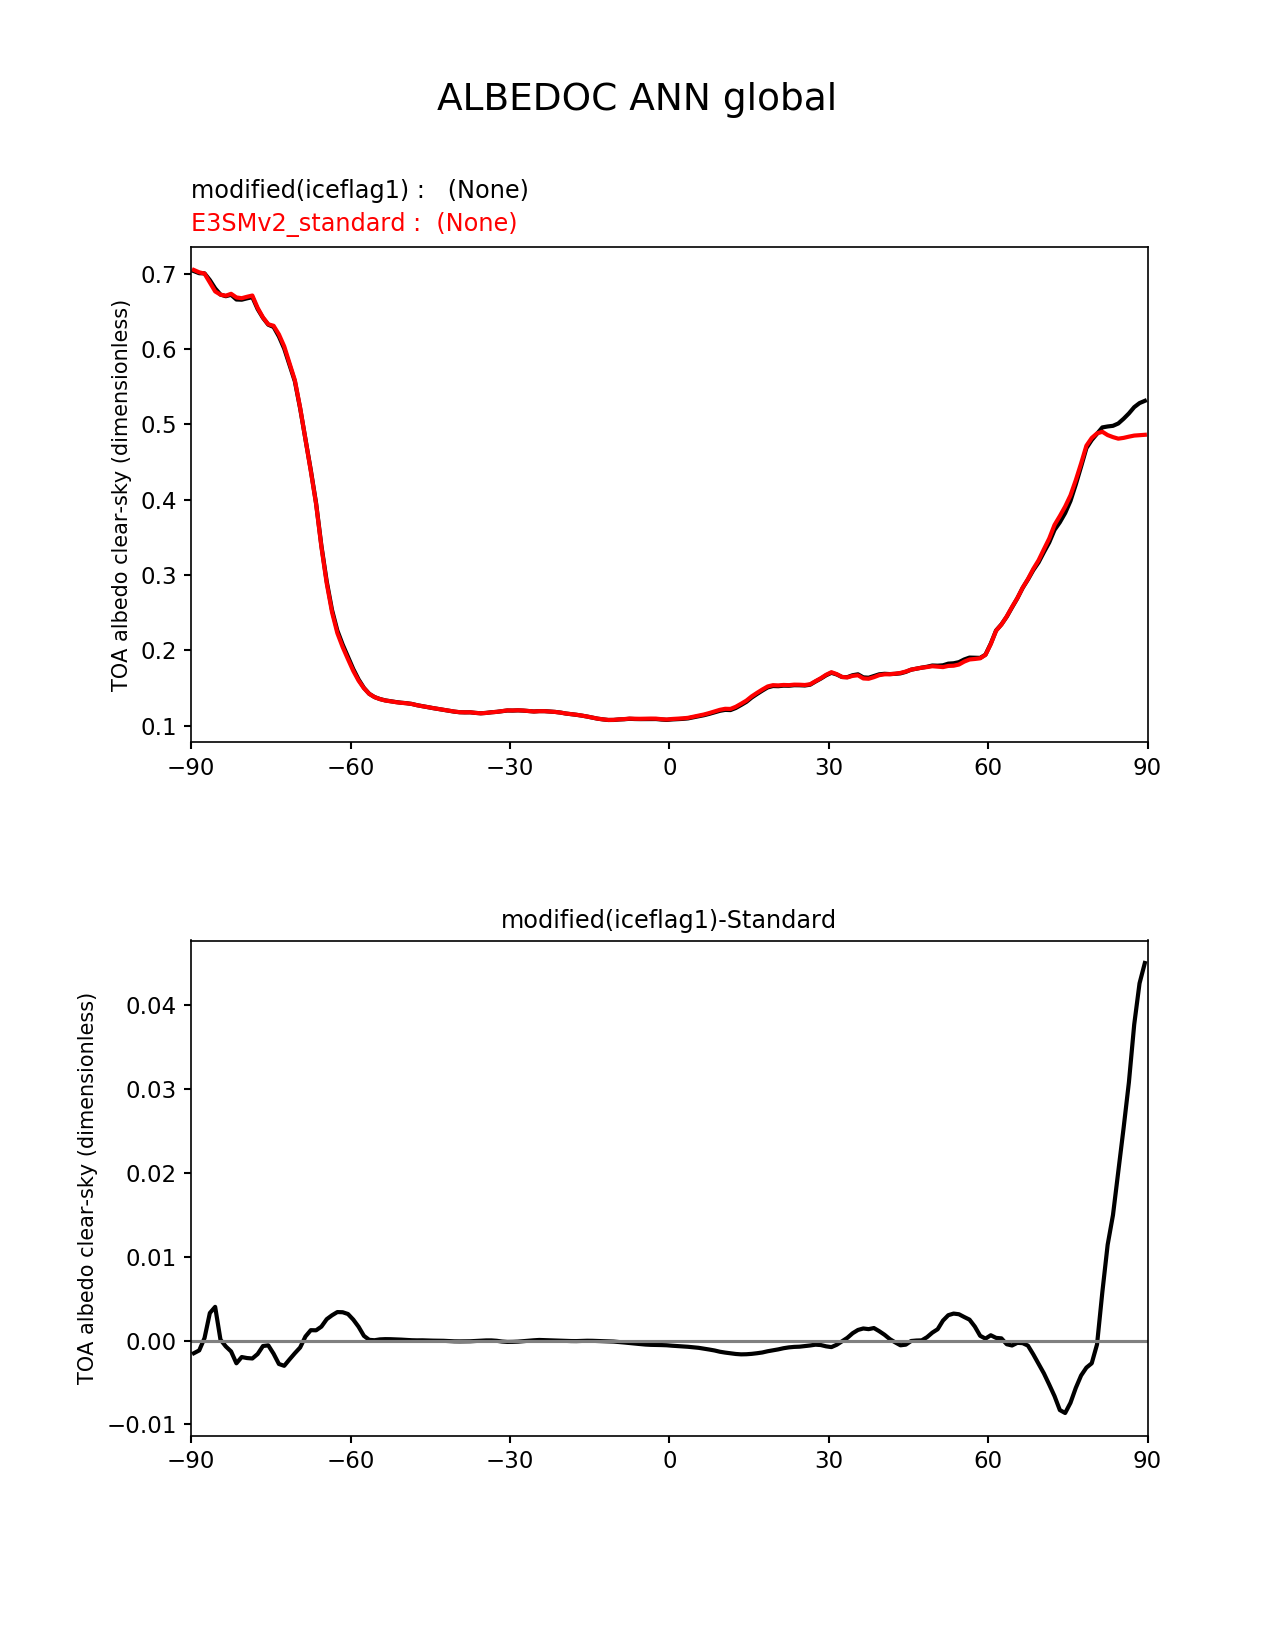 ALBEDOC ANN global
modified(iceflag1) : (None)
E3SMv2_standard : (None)
TOA albedo clear-sky (dimensionless)
0.7
0.6
0.5
0.4
0.3
0.2
0.1
−90 −60 −30 0 30 60 90
modified(iceflag1)-Standard
TOA albedo clear-sky (dimensionless)
0.04
0.03
0.02
0.01
0.00
−0.01
−90 −60 −30 0 30 60 90